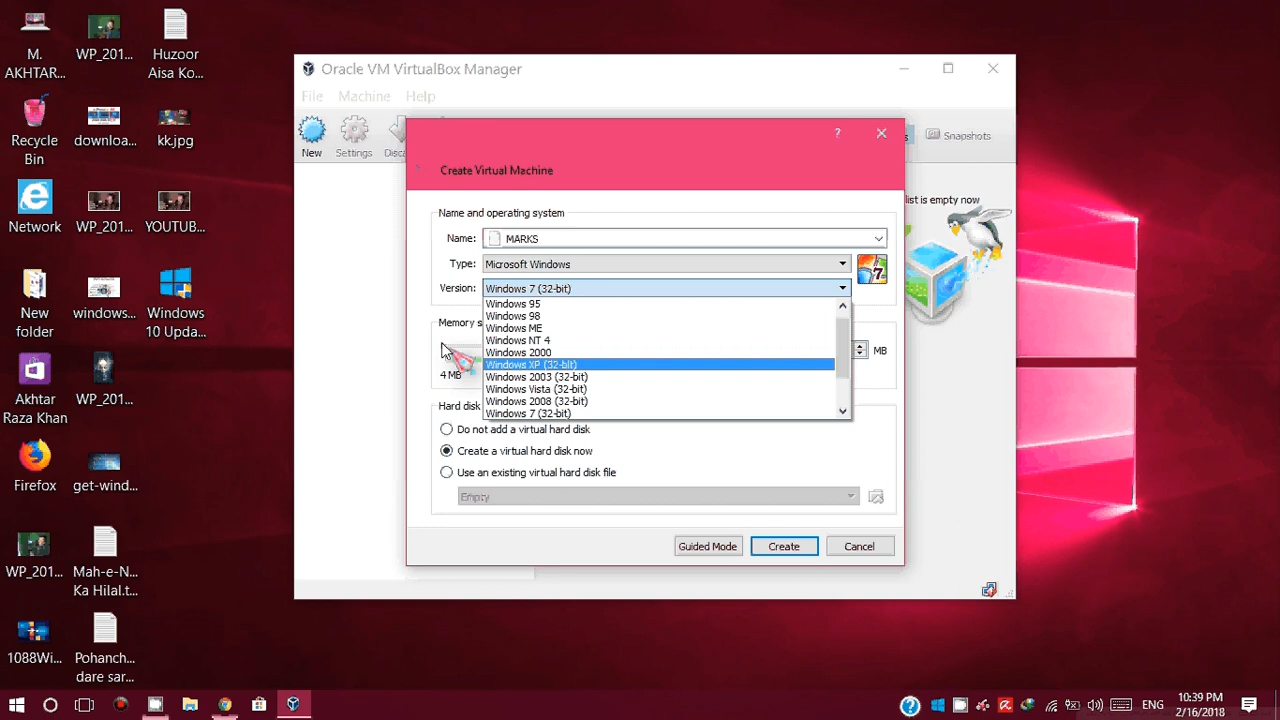 M.
AKHTAR...
WP_201...
Huzoor
Aisa Ko...
Recycle
Bin
downloa...
kk.jpg
Network
WP_201...
YOUTUB...
New
folder
windows...
Windows
10 Upda...
Akhtar
Raza Khan
WP_201...
Firefox
get-wind...
WP_201...
Mah-e-N...
Ka Hilal.t...
1088Wi...
Pohanch...
dare sar...
Oracle VM VirtualBox Manager
File Machine Help
New Settings Disca
Snapshots
list is empty now
?
Create Virtual Machine
Name and operating system
Name: MARKS
Type: Microsoft Windows
7
Version: Windows 7 (32-bit)
Windows 95
Windows 98
Windows ME
Windows NT 4
Windows 2000
Windows XP (32-bit)
Windows 2003 (32-bit)
Windows Vista (32-bit)
Windows 2008 (32-bit)
Windows 7 (32-bit)
Memory s
MB
4 MB
Hard disk
Do not add a virtual hard disk
Create a virtual hard disk now
Use an existing virtual hard disk file
Empty
Guided Mode Create Cancel
ENG
10:39 PM
2/16/2018